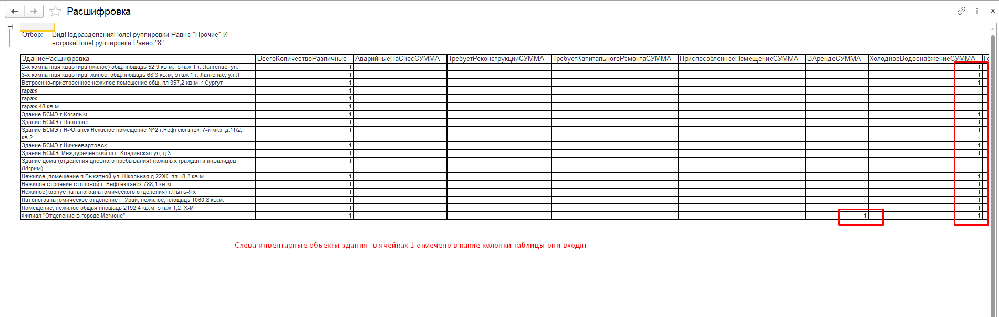 Расшифровка
Отбор: ВидПодразделенияПолеГруппировки Равно "Прочие" И
нстрокиПолеГруппировки Равно "8"
ЗданиеРасшифровка ВсегоКоличествоРазличные АварийныеНаСносСУММА ТребуетРеконструкцииСУММА ТребуетКапитальногоРемонтаСУММА ПриспособленноеПомещениеСУММА ВАрендеСУММА ХолодноеВодоснабжениеСУММА Го
2-х комнатная квартира (жилое) общ.площадь 52,9 кв.м., этаж 1 г. Лангепас, ул. 1 1
3-х комнатная квартира, жилое, общ.площадь 68,3 кв.м, этаж 1 г. Лангепас, ул.Л 1 1
Встроенно-пристроенное нежилое помещение общ. пл 357,2 кв.м, г.Сургут 1 1
гараж 1
гараж 1
гараж 48 кв.м 1
Здание БСМЭ г.Когалым 1 1
Здание БСМЭ г.Лангепас 1 1
Здание БСМЭ г.Н-Юганск Нежилое помещение №2 г.Нефтеюганск, 7-й мкр, д.11/2, 1 1
кв.2
Здание БСМЭ г.Нижневартовск 1 1
Здание БСМЭ, Междуреченский пгт, Кондинская ул, д.3 1 1
Здание дома (отделения дневного пребывания) пожилых граждан и инвалидов 1
(Игрим)
Нежилое ,помещение п.Выкатной ул. Школьная д.22Ж пл.18,2 кв.м 1 1
Нежилое строение столовой г. Нефтеюганск 788,1 кв.м 1 1
Нежилое(корпус паталогоанатомического отделения) г.Пыть-Ях 1 1
Патологоанатомическое отделение г. Урай, нежилое, площадь 1060,8 кв.м. 1 1
Помещение, нежилое общая площадь 2192,4 кв.м. этаж 1,2 Х-М 1 1
Филиал "Отделение в городе Мегионе" 1 1 1
Слева инвентарные объекты здания- в ячейках 1 отмечено в какие колонки таблицы они входят